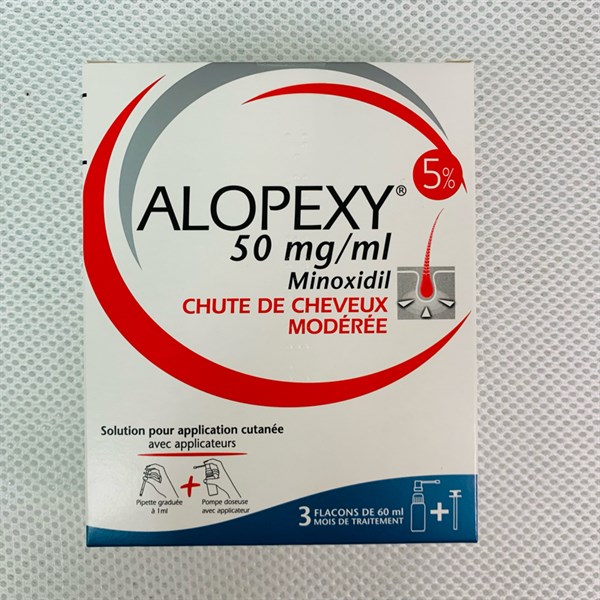 5%
ALOPEXY®
50 mg/ml
Minoxidil
CHUTE DE CHEVEUX
MODÉRÉE
Solution pour application cutanée
avec applicateurs
Pipette graduée
à 1ml
+
Pompe doseuse
avec applicateur
3 FLACONS DE 60 ml
MOIS DE TRAITEMENT
+